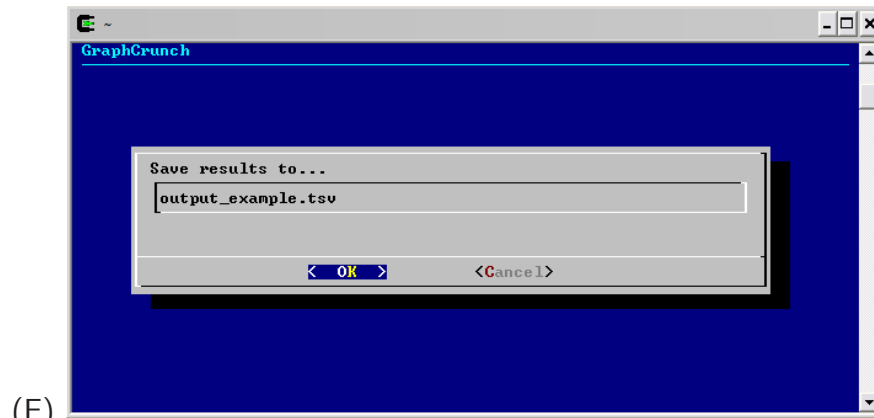 ~
GraphCrunch
Save results to...
output_example.tsv
< OK > <Cancel>